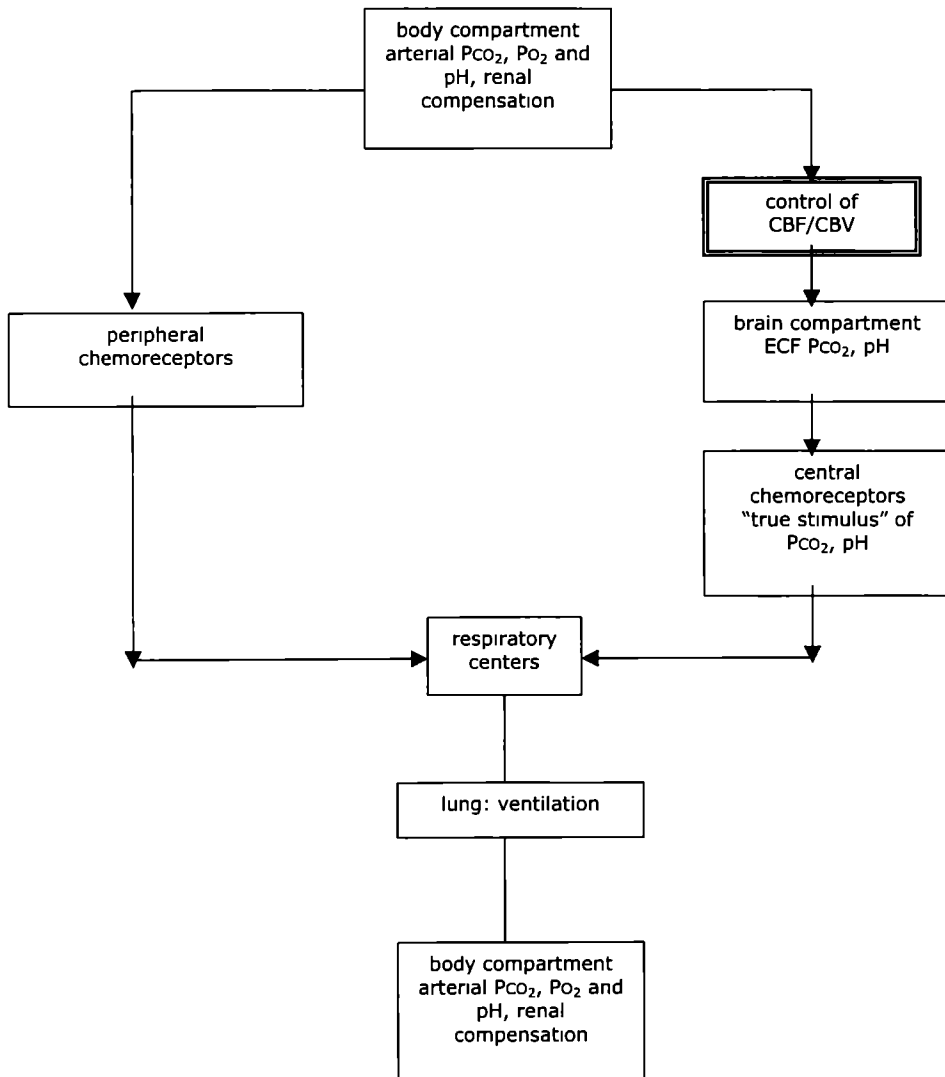 body compartment
arterial PCO₂, PO₂ and
pH, renal
compensation
control of
CBF/CBV
peripheral
chemoreceptors
brain compartment
ECF PCO₂, pH
central
chemoreceptors
“true stimulus” of
PCO₂, pH
respiratory
centers
lung: ventilation
body compartment
arterial PCO₂, PO₂ and
pH, renal
compensation